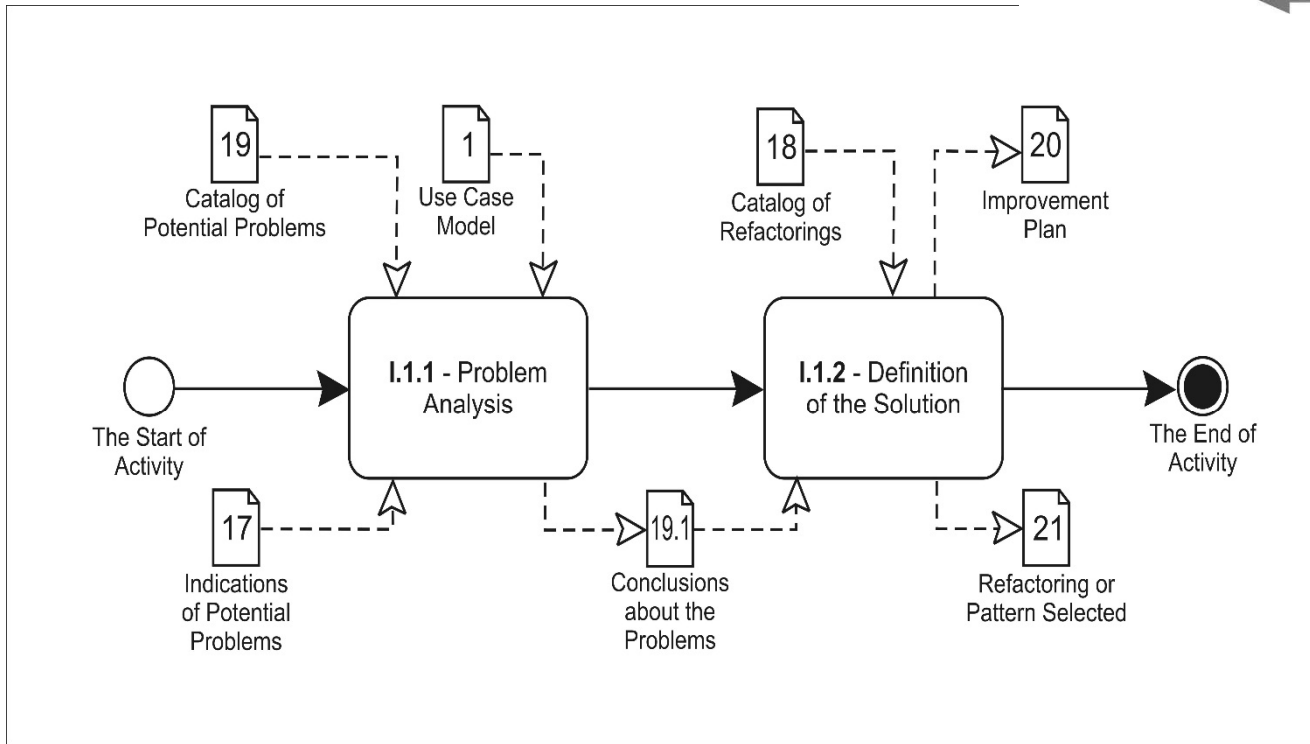 19
Catalog of
Potential Problems
1
Use Case
Model
18
Catalog of
Refactorings
20
Improvement
Plan
The Start of
Activity
I.1.1 - Problem
Analysis
I.1.2 - Definition
of the Solution
The End of
Activity
17
Indications
of Potential
Problems
19.1
Conclusions
about the
Problems
21
Refactoring or
Pattern Selected